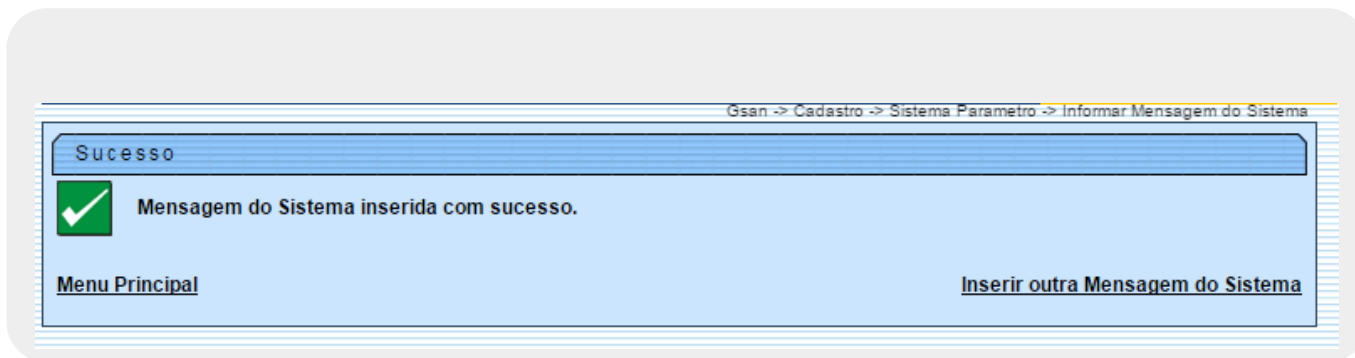 Gsan -> Cadastro -> Sistema Parametro -> Informar Mensagem do Sistema
Sucesso
Mensagem do Sistema inserida com sucesso.
Menu Principal
Inserir outra Mensagem do Sistema